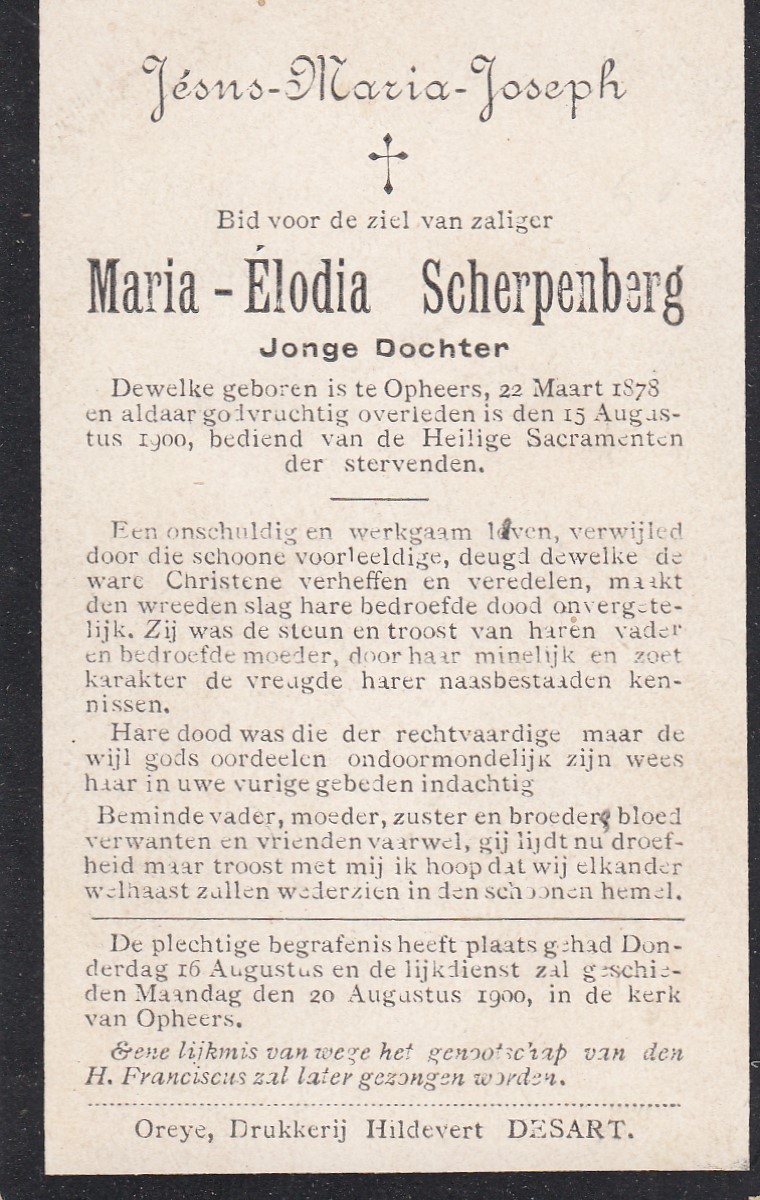 Jésus-Maria-Joseph
Bid voor de ziel van zaliger
Maria - Élodia Scherpenberg
Jonge Dochter
Dewelke geboren is te Opheers, 22 Maart 1878
en aldaar godvruchtig overleden is den 15 Augus-
tus 1900, bediend van de Heilige Sacramenten
der stervenden.
Een onschuldig en werkgaam leven, verwijled
door die schoone voorleeldige, deugd dewelke de
ware Christene verheffen en veredelen, maakt
den wreeden slag hare bedroefde dood onvergete-
lijk. Zij was de steun en troost van haren vader
en bedroefde moeder, door haar minelijk en zoet
karakter de vreugde harer naasbestaaden ken-
nissen.
Hare dood was die der rechtvaardige maar de
wijl gods oordeelen ondoormondelijk zijn wees
haar in uwe vurige gebeden indachtig
Beminde vader, moeder, zuster en broeder, bloed
verwanten en vrienden vaarwel, gij lijdt nu droef-
heid maar troost met mij ik hoop dat wij elkander
welhaast zullen wederzien in den schoonen hemel.
De plechtige begrafenis heeft plaats gehad Don-
derdag 16 Augustus en de lijkdienst zal geschie-
den Maandag den 20 Augustus 1900, in de kerk
van Opheers.
Eene lijkmis van wege het genootschap van den
H. Franciscus zal later gezongen worden.
Oreye, Drukkerij Hildevert DESART.